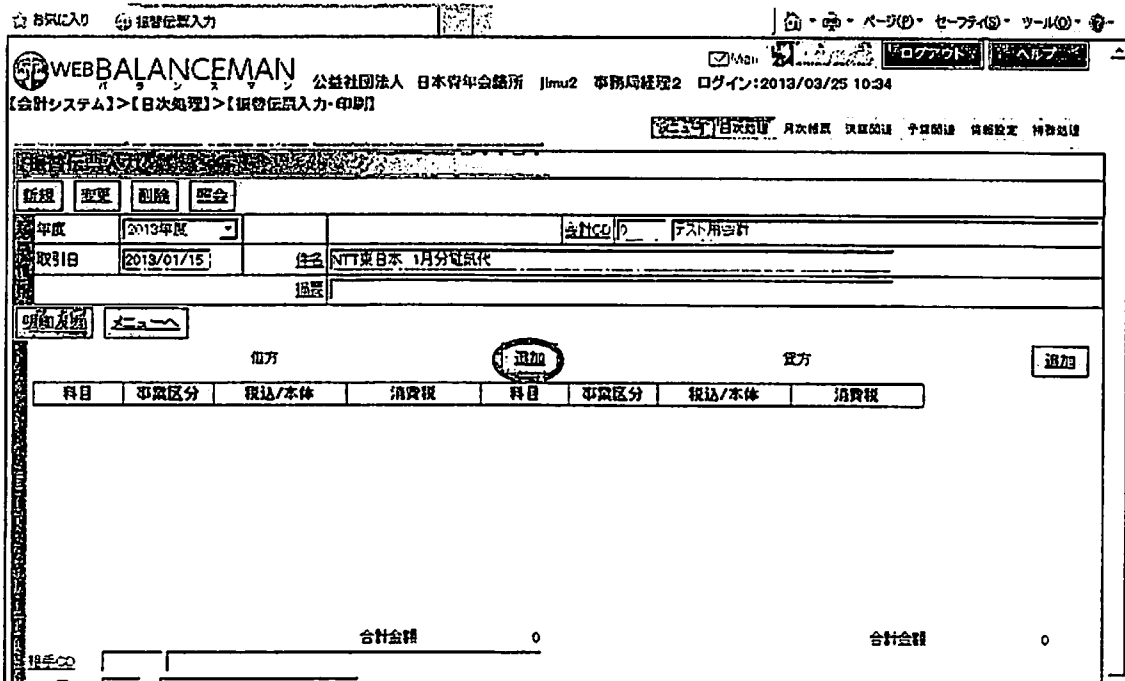 お気に入り 振替伝票入力
ページ(P) セーフティ(S) ツール(O)
WEBBALANCEMAN
バランスマン
公益社団法人 日本青年会議所 jimu2 事務局経理2 ログイン:2013/03/25 10:34
ログアウト ヘルプ
【会計システム】>【日次処理】>【振替伝票入力・印刷】
メニュー 日次処理 月次帳票 決算関連 予算関連 情報設定 特殊処理
新規 変更 削除 照会
年度 2013年度 会計CD 0 テスト用会計
取引日 2013/01/15 件名 NTT東日本 1月分電気代
摘要
明細展開 メニューへ
借方 追加 貸方 追加
科目 事業区分 税込/本体 消費税 科目 事業区分 税込/本体 消費税
合計金額 0 合計金額 0
相手CD